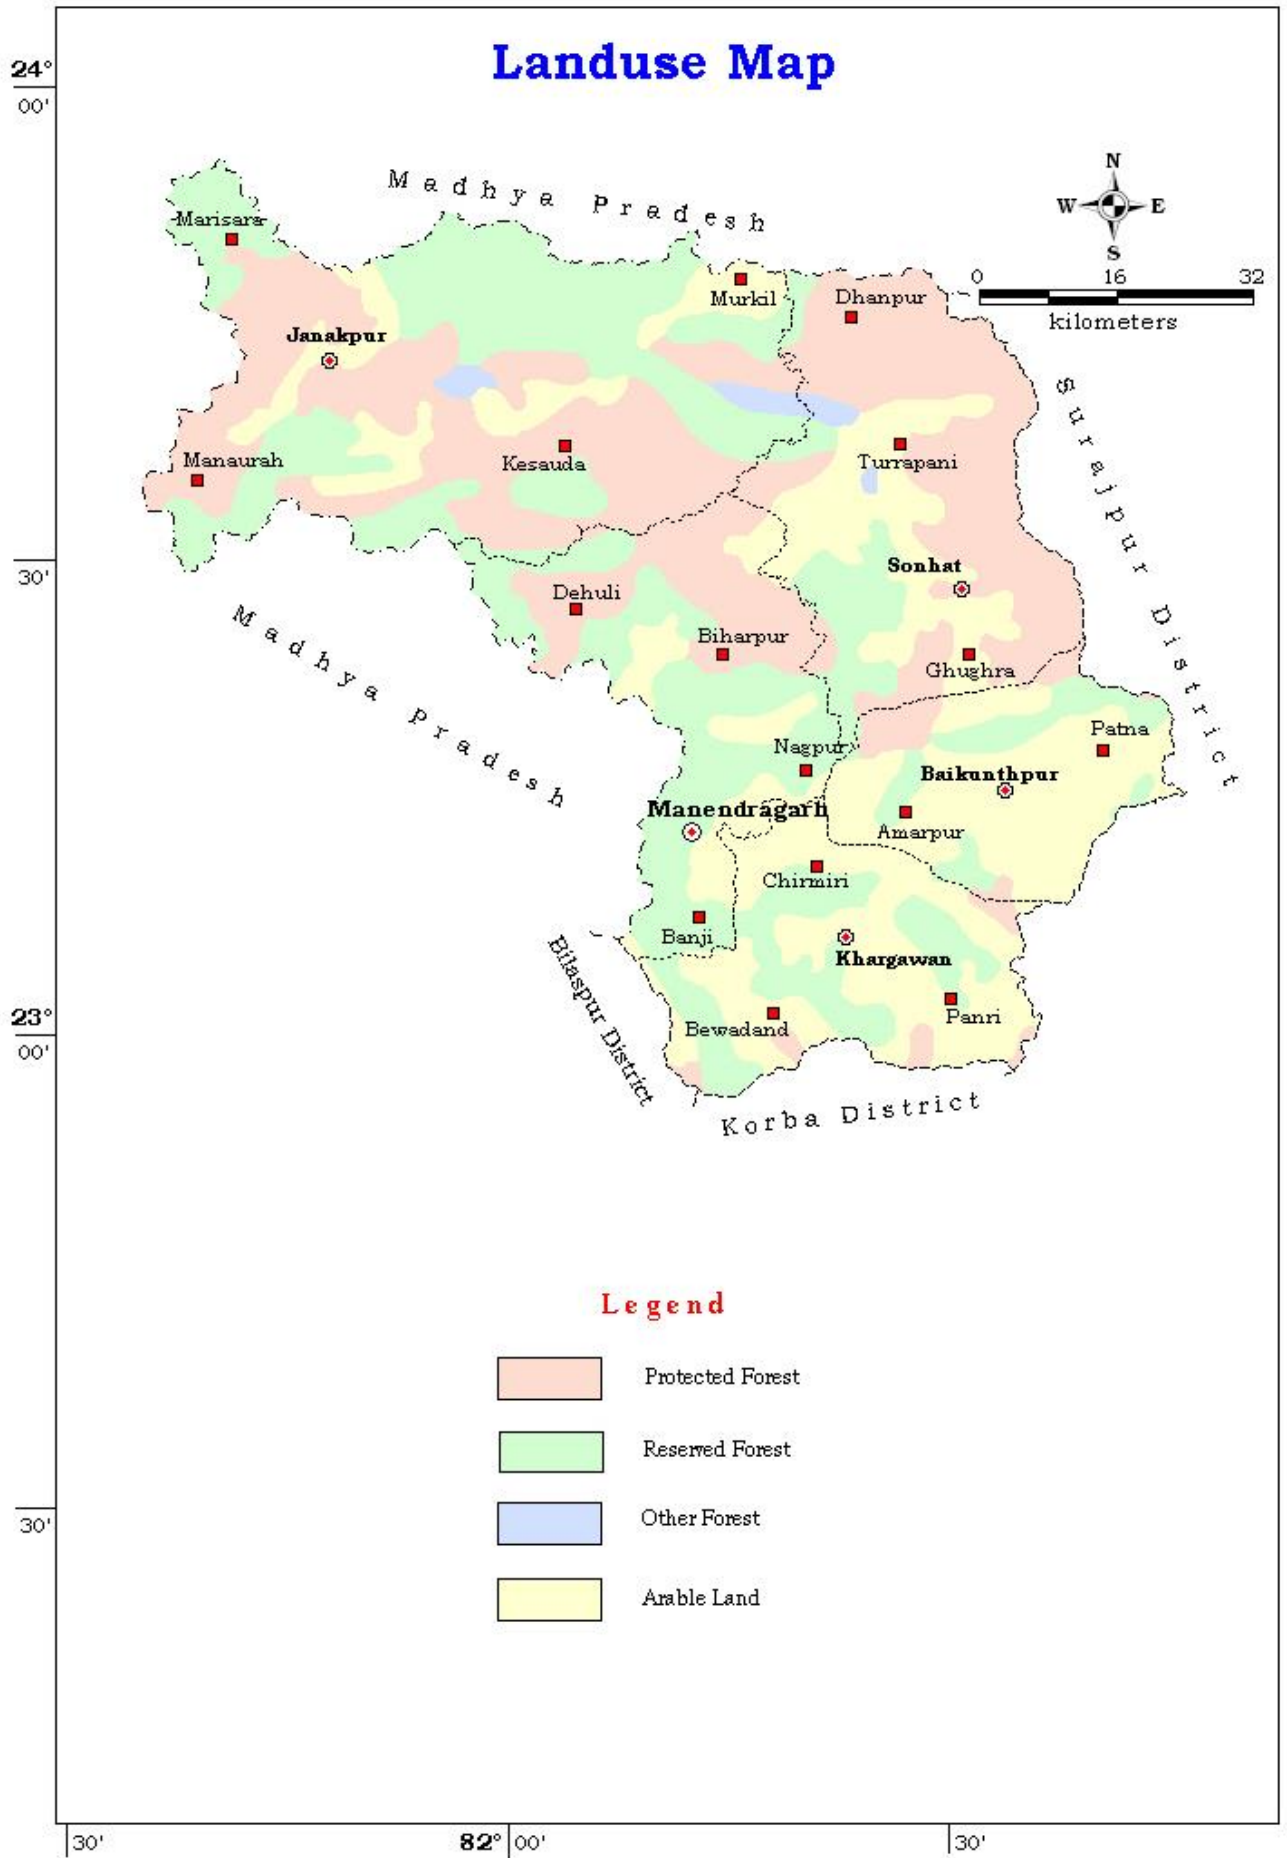 Landuse Map
24°
00'
Madhya Pradesh
N
W E
S
0 16 32
kilometers
Marisara
Murkil
Dhanpur
Janakpur
Surajpur District
Manaurah
Kesauda
Turrapani
30'
Sonhat
Dehuli
Madhya Pradesh
Biharpur
Ghughra
Patna
Nagpur
Baikunthpur
Manendragarh
Amarpur
Chirmiri
Banji
Bilaspur District
Khargawan
23°
00'
Bewadand
Panri
Korba District
Legend
Protected Forest
Reserved Forest
Other Forest
30'
Arable Land
30'
82° 00'
30'